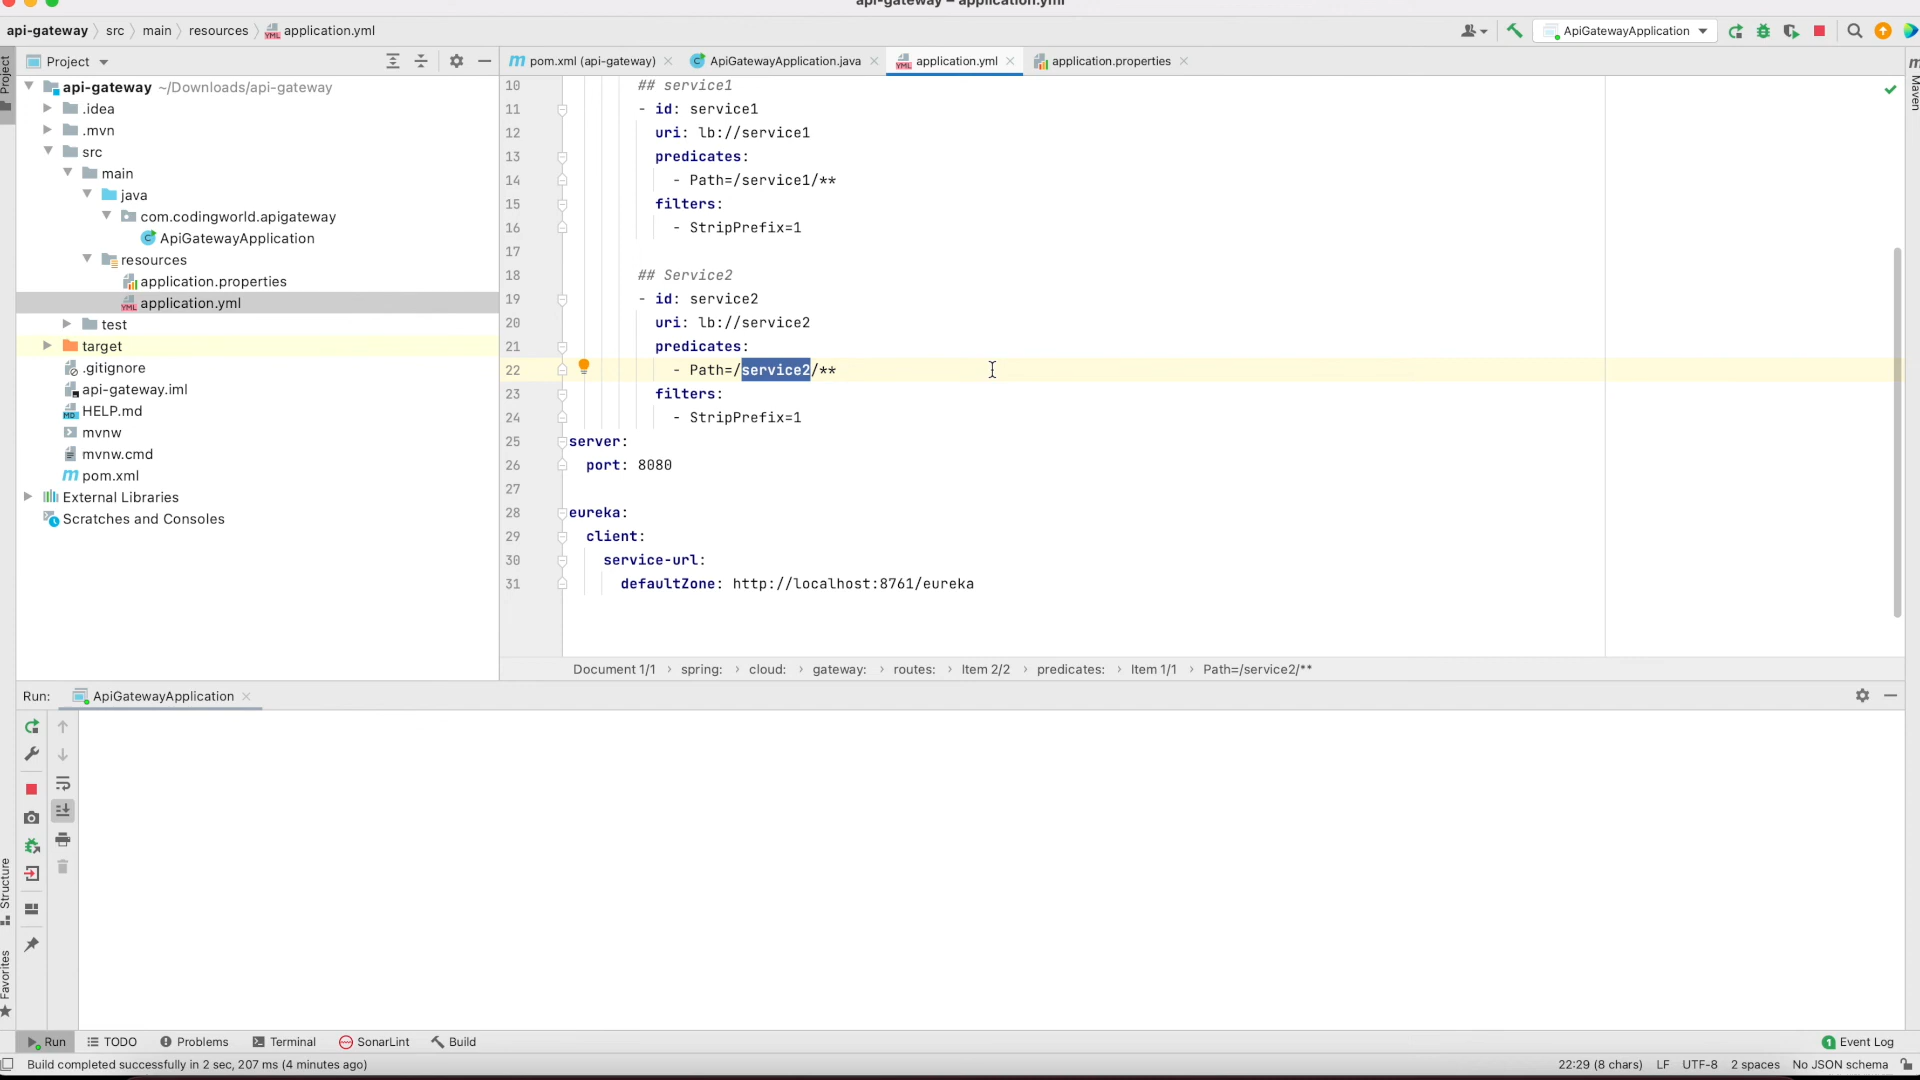 api-gateway – application.yml
api-gateway src main resources application.yml
ApiGatewayApplication
Project
pom.xml (api-gateway)
ApiGatewayApplication.java
application.yml
application.properties
Project
Maven
api-gateway ~/Downloads/api-gateway
.idea
.mvn
src
main
java
com.codingworld.apigateway
ApiGatewayApplication
resources
application.properties
application.yml
test
target
.gitignore
api-gateway.iml
HELP.md
mvnw
mvnw.cmd
pom.xml
External Libraries
Scratches and Consoles
10 ## service1
11 - id: service1
12 uri: lb://service1
13 predicates:
14 - Path=/service1/**
15 filters:
16 - StripPrefix=1
17
18 ## Service2
19 - id: service2
20 uri: lb://service2
21 predicates:
22 - Path=/service2/**
23 filters:
24 - StripPrefix=1
25 server:
26 port: 8080
27
28 eureka:
29 client:
30 service-url:
31 defaultZone: http://localhost:8761/eureka
Document 1/1 › spring: › cloud: › gateway: › routes: › Item 2/2 › predicates: › Item 1/1 › Path=/service2/**
Run: ApiGatewayApplication
Structure
Favorites
Run TODO Problems Terminal SonarLint Build
1 Event Log
Build completed successfully in 2 sec, 207 ms (4 minutes ago)
22:29 (8 chars) LF UTF-8 2 spaces No JSON schema